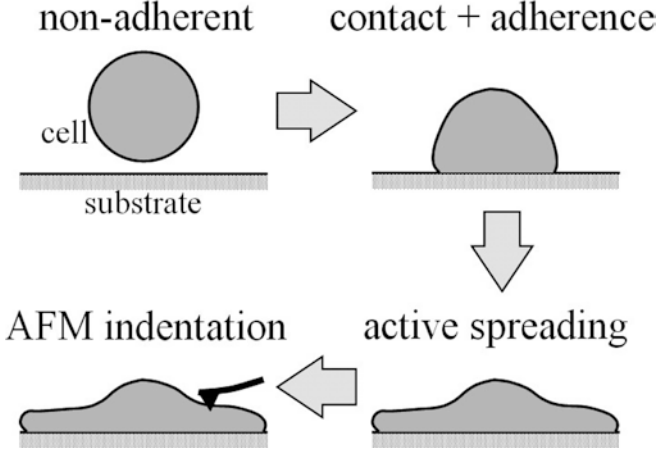 non-adherent
contact + adherence
cell
substrate
AFM indentation
active spreading